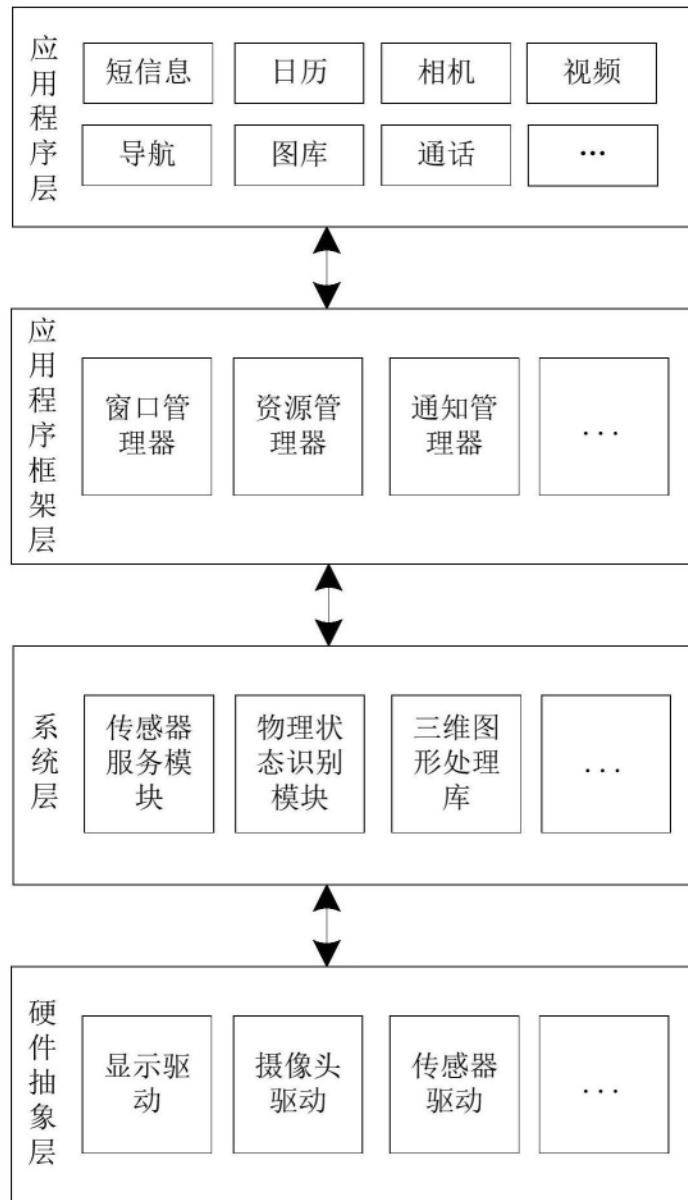 应用程序层
短信息
日历
相机
视频
导航
图库
通话
...
应用程序框架层
窗口管
理器
资源管
理器
通知管
理器
...
系统层
传感器
服务模
块
物理状
态识别
模块
三维图
形处理
库
...
硬件抽象层
显示驱
动
摄像头
驱动
传感器
驱动
...